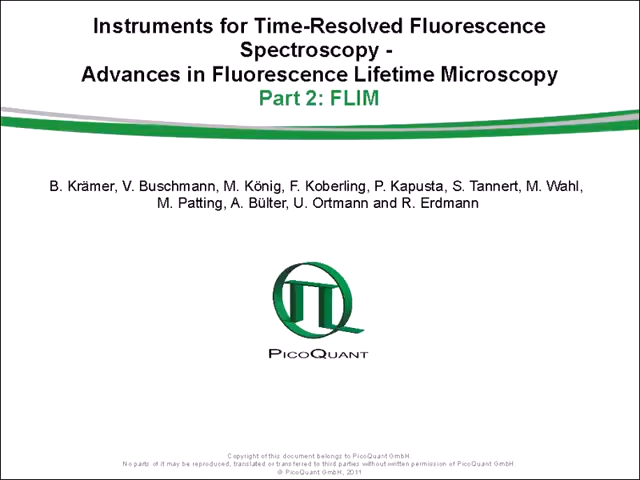 Instruments for Time-Resolved Fluorescence
Spectroscopy -
Advances in Fluorescence Lifetime Microscopy
Part 2: FLIM
B. Krämer, V. Buschmann, M. König, F. Koberling, P. Kapusta, S. Tannert, M. Wahl,
M. Patting, A. Bülter, U. Ortmann and R. Erdmann
PICOQUANT
Copyright of this document belongs to PicoQuant GmbH.
No parts of it may be reproduced, translated or transferred to third parties without written permission of PicoQuant GmbH.
© PicoQuant GmbH, 2011